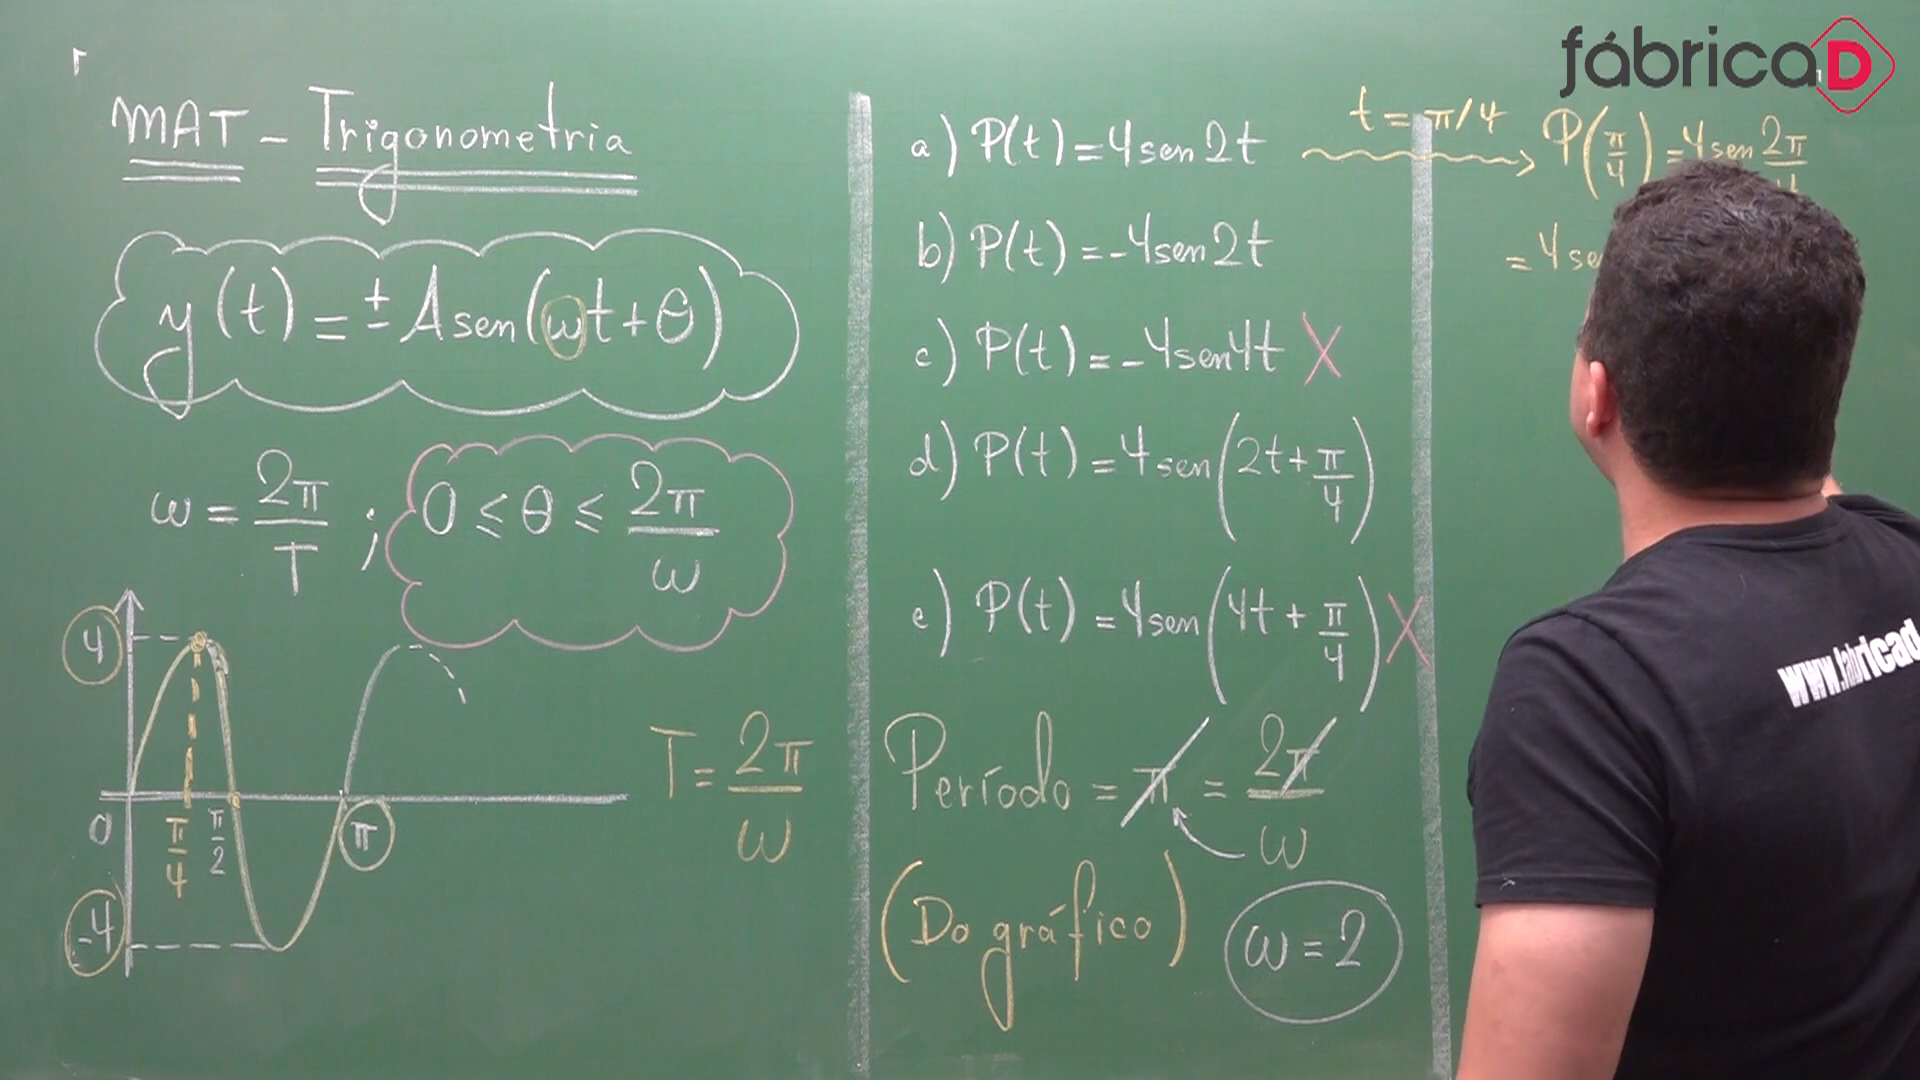 fábricaD
MAT - Trigonometria
y(t) = ± A sen(ωt + θ)
ω = 2π/T ; 0 ≤ θ ≤ 2π/ω
4
0
π/4
π/2
π
-4
T = 2π/ω
a) P(t) = 4 sen 2t
b) P(t) = -4 sen 2t
c) P(t) = -4 sen 4t X
d) P(t) = 4 sen(2t + π/4)
e) P(t) = 4 sen(4t + π/4) X
Período = π = 2π/ω
(Do gráfico)
ω = 2
t = π/4
P(π/4) = 4 sen 2π/4
= 4
www.fabricad